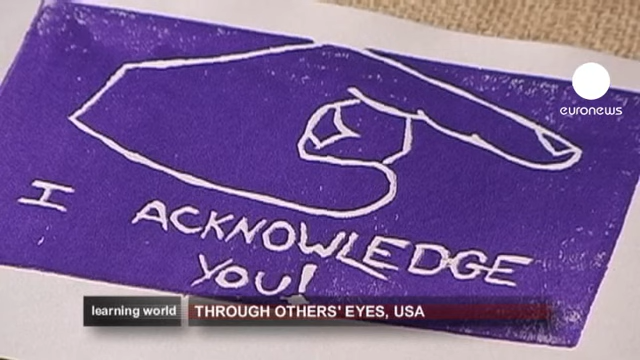 euronews
I ACKNOWLEDGE
YOU!
learning world
THROUGH OTHERS' EYES, USA